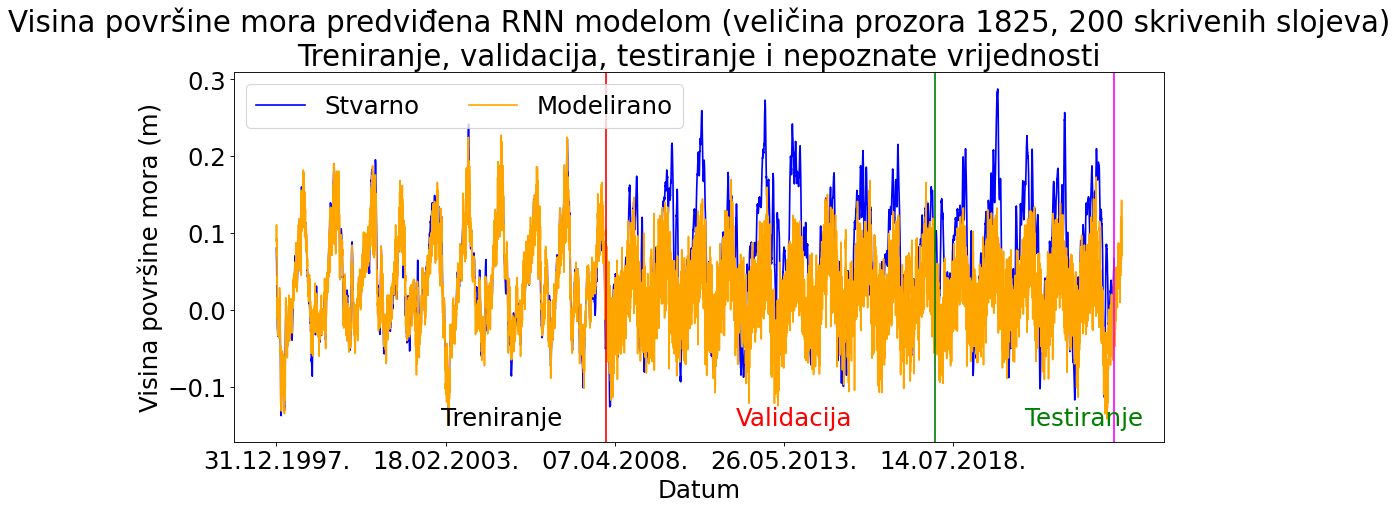 Visina površine mora predviđena RNN modelom (veličina prozora 1825, 200 skrivenih slojeva)
Treniranje, validacija, testiranje i nepoznate vrijednosti
Stvarno Modelirano
Visina površine mora (m)
0.3
0.2
0.1
0.0
−0.1
Treniranje Validacija Testiranje
31.12.1997. 18.02.2003. 07.04.2008. 26.05.2013. 14.07.2018.
Datum